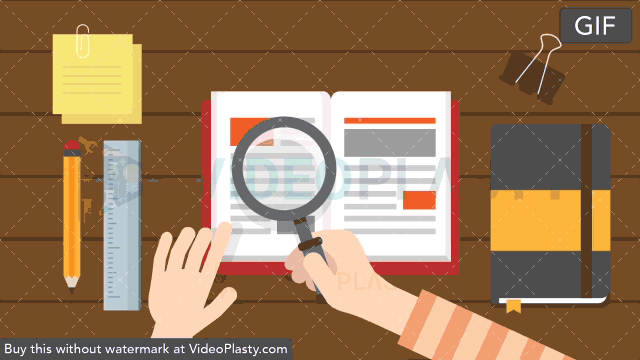 GIF
VIDEOPLA
PLAS
Buy this without watermark at VideoPlasty.com